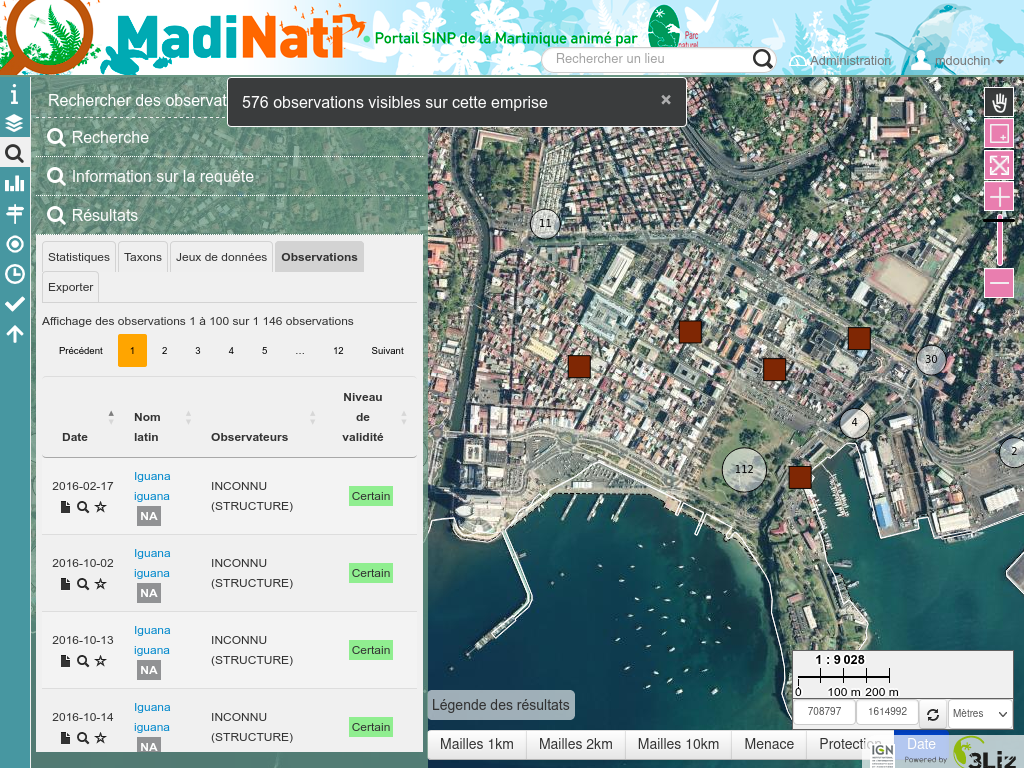 MadiNati
Portail SINP de la Martinique animé par
Parc
naturel
Rechercher un lieu
Administration
mdouchin
Rechercher des observat
576 observations visibles sur cette emprise
×
Recherche
Information sur la requête
Résultats
Statistiques
Taxons
Jeux de données
Observations
Exporter
Affichage des observations 1 à 100 sur 1 146 observations
Précédent
1
2
3
4
5
…
12
Suivant
Date
Nom
latin
Observateurs
Niveau
de
validité
2016-02-17
Iguana
iguana
NA
INCONNU
(STRUCTURE)
Certain
2016-10-02
Iguana
iguana
NA
INCONNU
(STRUCTURE)
Certain
2016-10-13
Iguana
iguana
NA
INCONNU
(STRUCTURE)
Certain
2016-10-14
Iguana
iguana
NA
INCONNU
(STRUCTURE)
Certain
11
30
4
2
112
1 : 9 028
0
100 m
200 m
708797
1614992
Mètres
Légende des résultats
Mailles 1km
Mailles 2km
Mailles 10km
Menace
Protection
Date
IGN
Powered by
3Liz